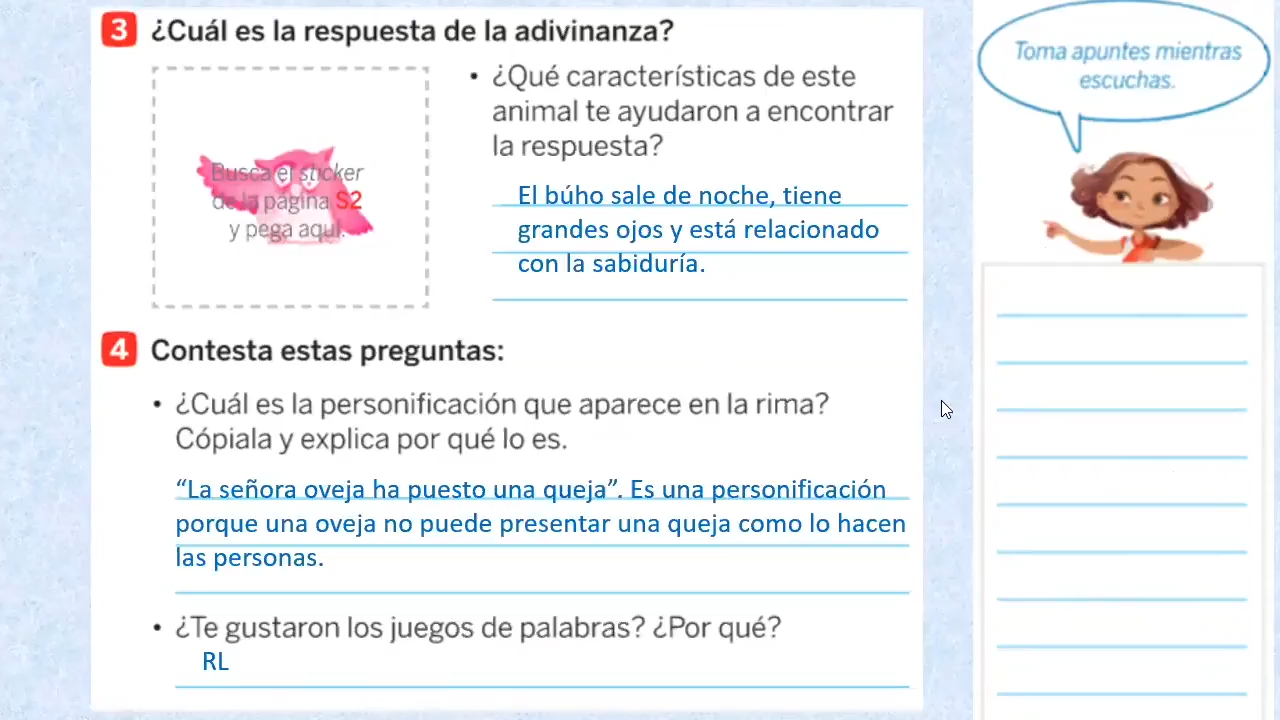 3 ¿Cuál es la respuesta de la adivinanza?
Busca el sticker
de la página S2
y pega aquí.
• ¿Qué características de este
animal te ayudaron a encontrar
la respuesta?
El búho sale de noche, tiene
grandes ojos y está relacionado
con la sabiduría.
4 Contesta estas preguntas:
• ¿Cuál es la personificación que aparece en la rima?
Cópiala y explica por qué lo es.
“La señora oveja ha puesto una queja”. Es una personificación
porque una oveja no puede presentar una queja como lo hacen
las personas.
• ¿Te gustaron los juegos de palabras? ¿Por qué?
RL
Toma apuntes mientras
escuchas.